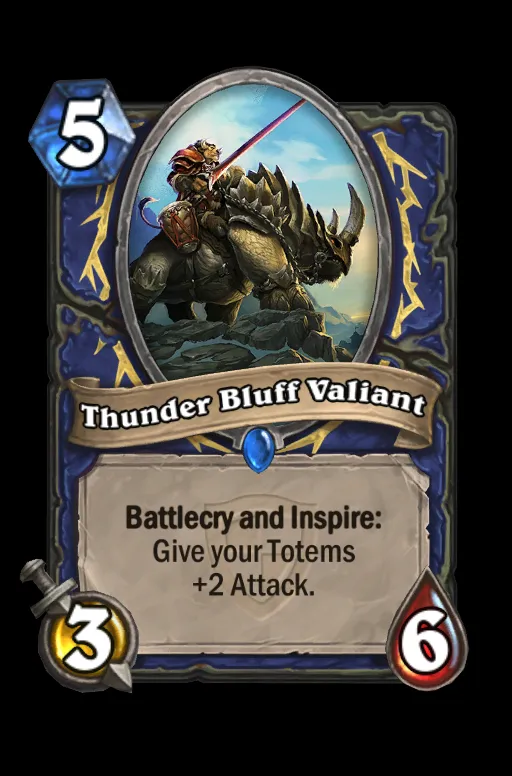 5
Thunder Bluff Valiant
Battlecry and Inspire:
Give your Totems
+2 Attack.
3
6